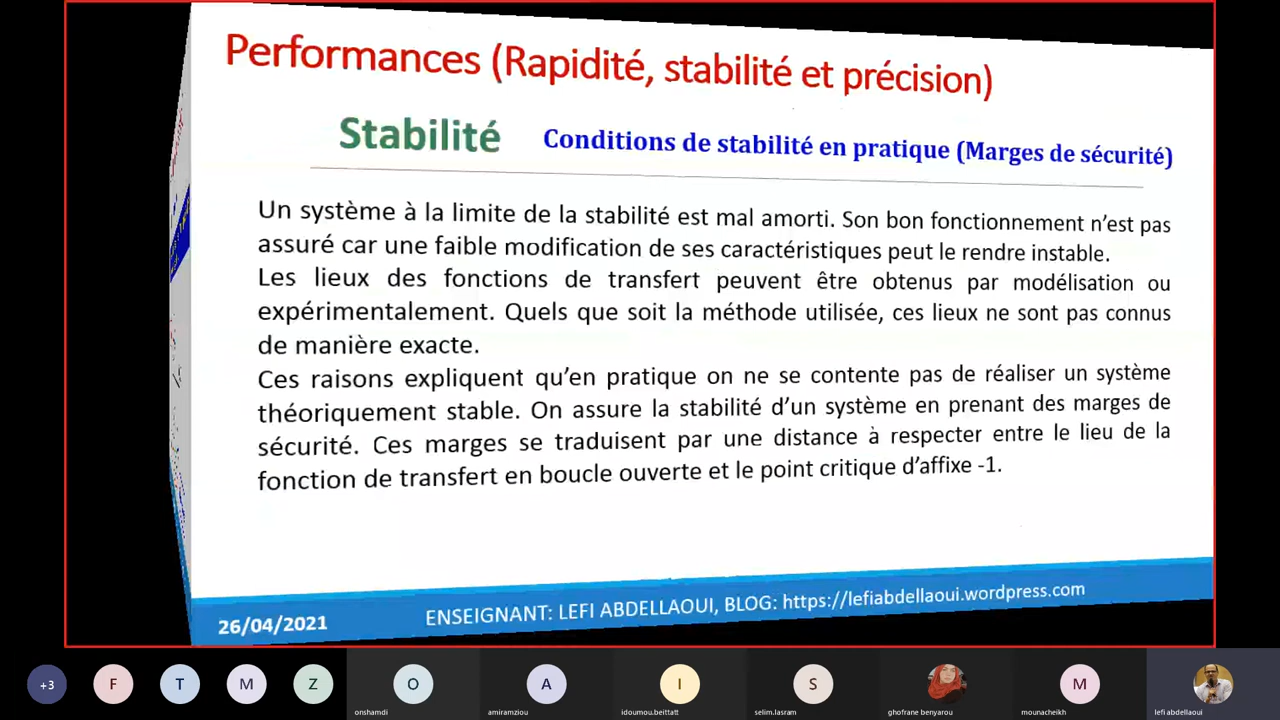 Performances (Rapidité, stabilité et précision)
Stabilité Conditions de stabilité en pratique (Marges de sécurité)
Un système à la limite de la stabilité est mal amorti. Son bon fonctionnement n’est pas
assuré car une faible modification de ses caractéristiques peut le rendre instable.
Les lieux des fonctions de transfert peuvent être obtenus par modélisation ou
expérimentalement. Quels que soit la méthode utilisée, ces lieux ne sont pas connus
de manière exacte.
Ces raisons expliquent qu’en pratique on ne se contente pas de réaliser un système
théoriquement stable. On assure la stabilité d’un système en prenant des marges de
sécurité. Ces marges se traduisent par une distance à respecter entre le lieu de la
fonction de transfert en boucle ouverte et le point critique d’affixe -1.
26/04/2021 ENSEIGNANT: LEFI ABDELLAOUI, BLOG: https://lefiabdellaoui.wordpress.com
+3 F T M Z O A I S M
onshamdi amiramziou idoumou.beittatt selim.lasram ghofrane benyarou mounacheikh lefi abdellaoui